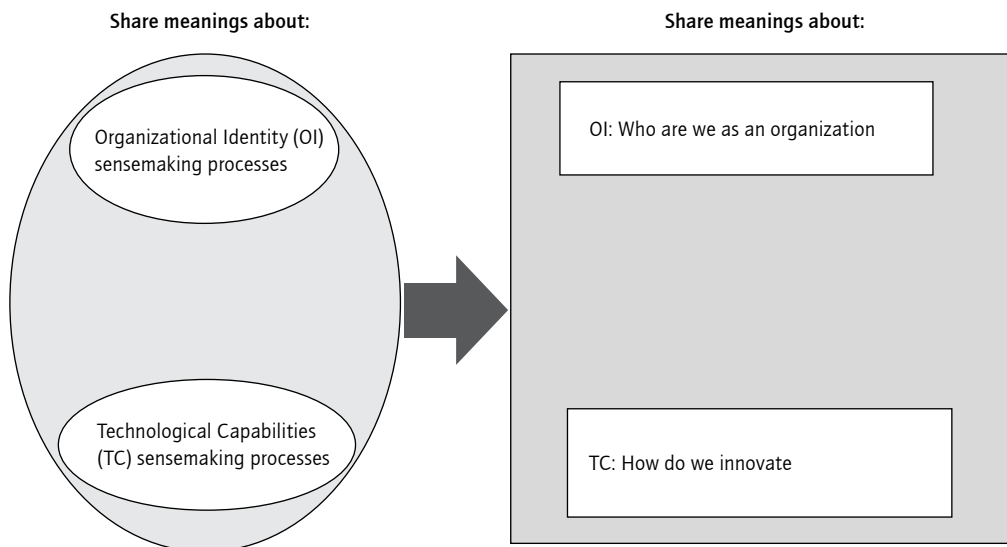 Share meanings about:
Share meanings about:
Organizational Identity (OI)
sensemaking processes
OI: Who are we as an organization
Technological Capabilities
(TC) sensemaking processes
TC: How do we innovate